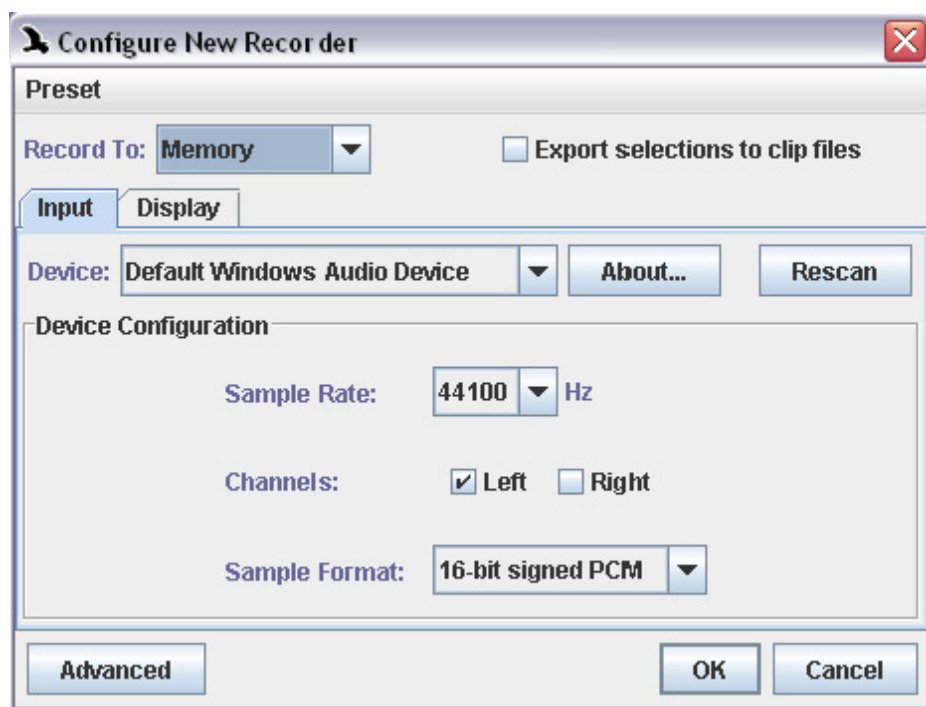 Configure New Recorder
Preset
Record To: Memory Export selections to clip files
Input Display
Device: Default Windows Audio Device About... Rescan
Device Configuration
Sample Rate: 44100 Hz
Channels: Left Right
Sample Format: 16-bit signed PCM
Advanced OK Cancel